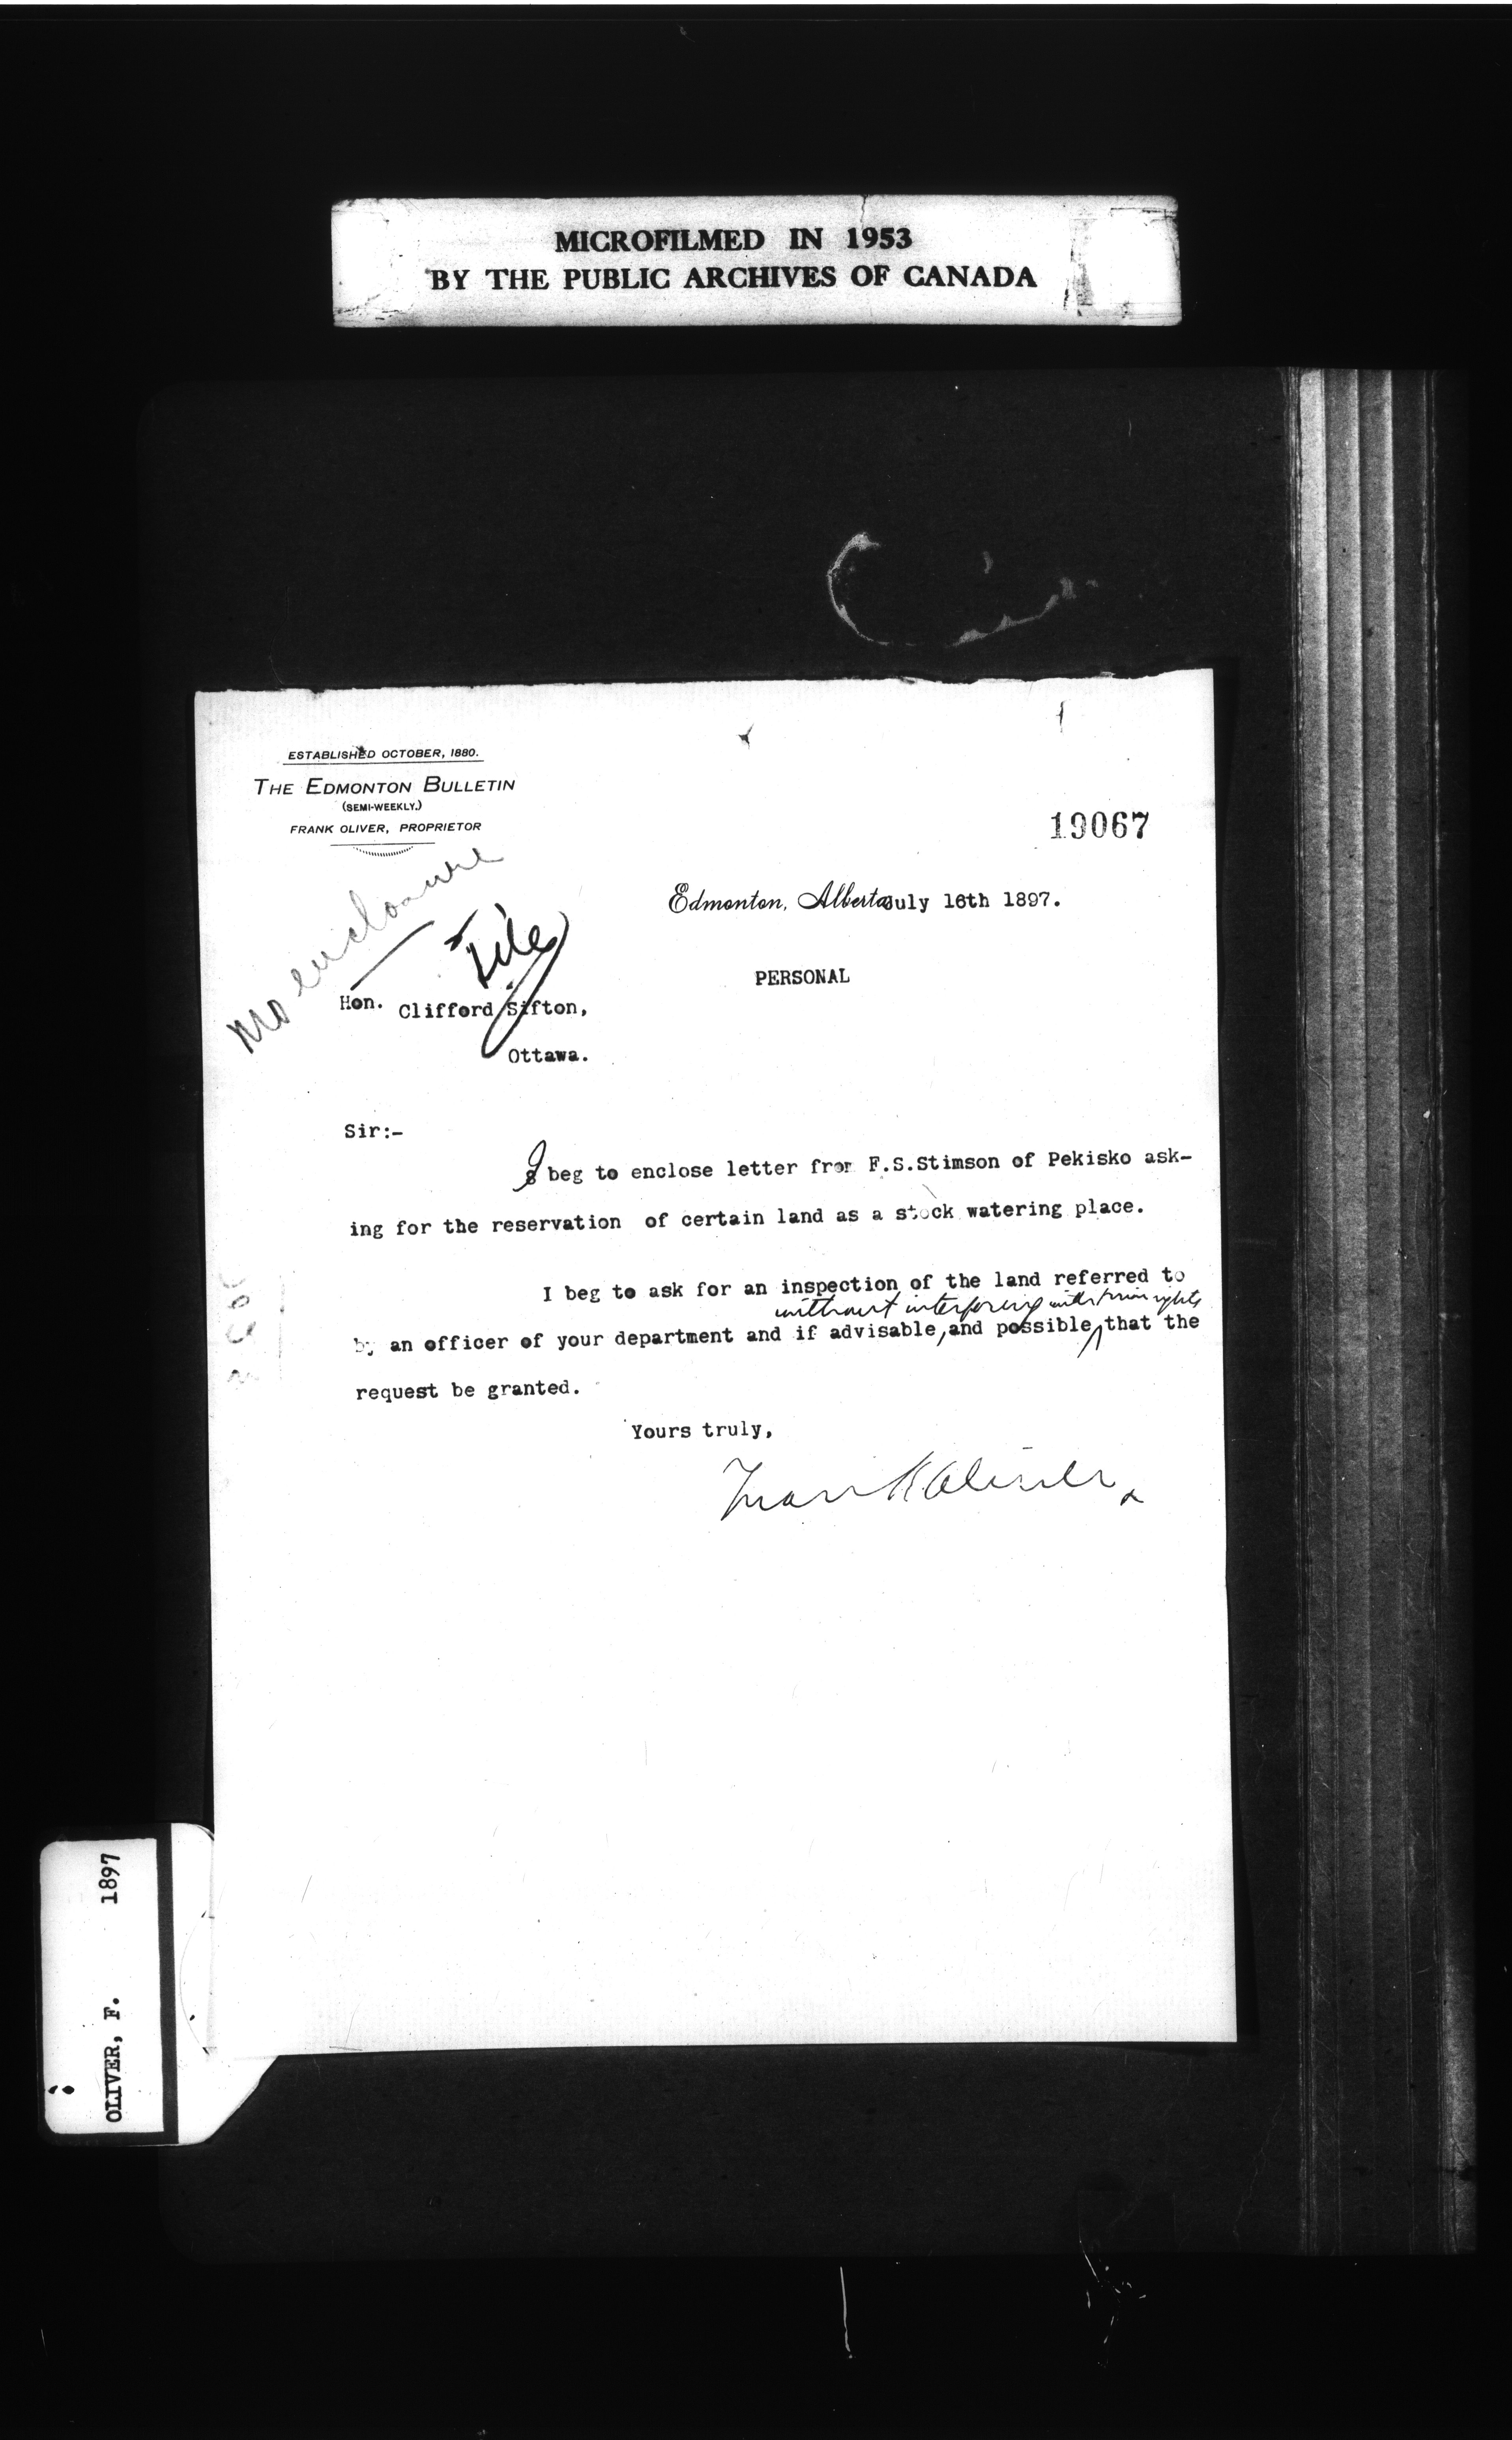 MICROFILMED IN 1953
BY THE PUBLIC ARCHIVES OF CANADA
ESTABLISHED OCTOBER, 1880.
THE EDMONTON BULLETIN
(SEMI-WEEKLY.)
FRANK OLIVER, PROPRIETOR
19067
No enclosure
File
Edmonton, Alberta July 16th 1897.
PERSONAL
Hon. Clifford Sifton,
Ottawa.
Sir:-
I beg to enclose letter from F.S.Stimson of Pekisko ask-
ing for the reservation of certain land as a stock watering place.
I beg to ask for an inspection of the land referred to
without interfering with rights
by an officer of your department and if advisable, and possible, that the
request be granted.
Yours truly,
Frank Oliver
OLIVER, F. 1897